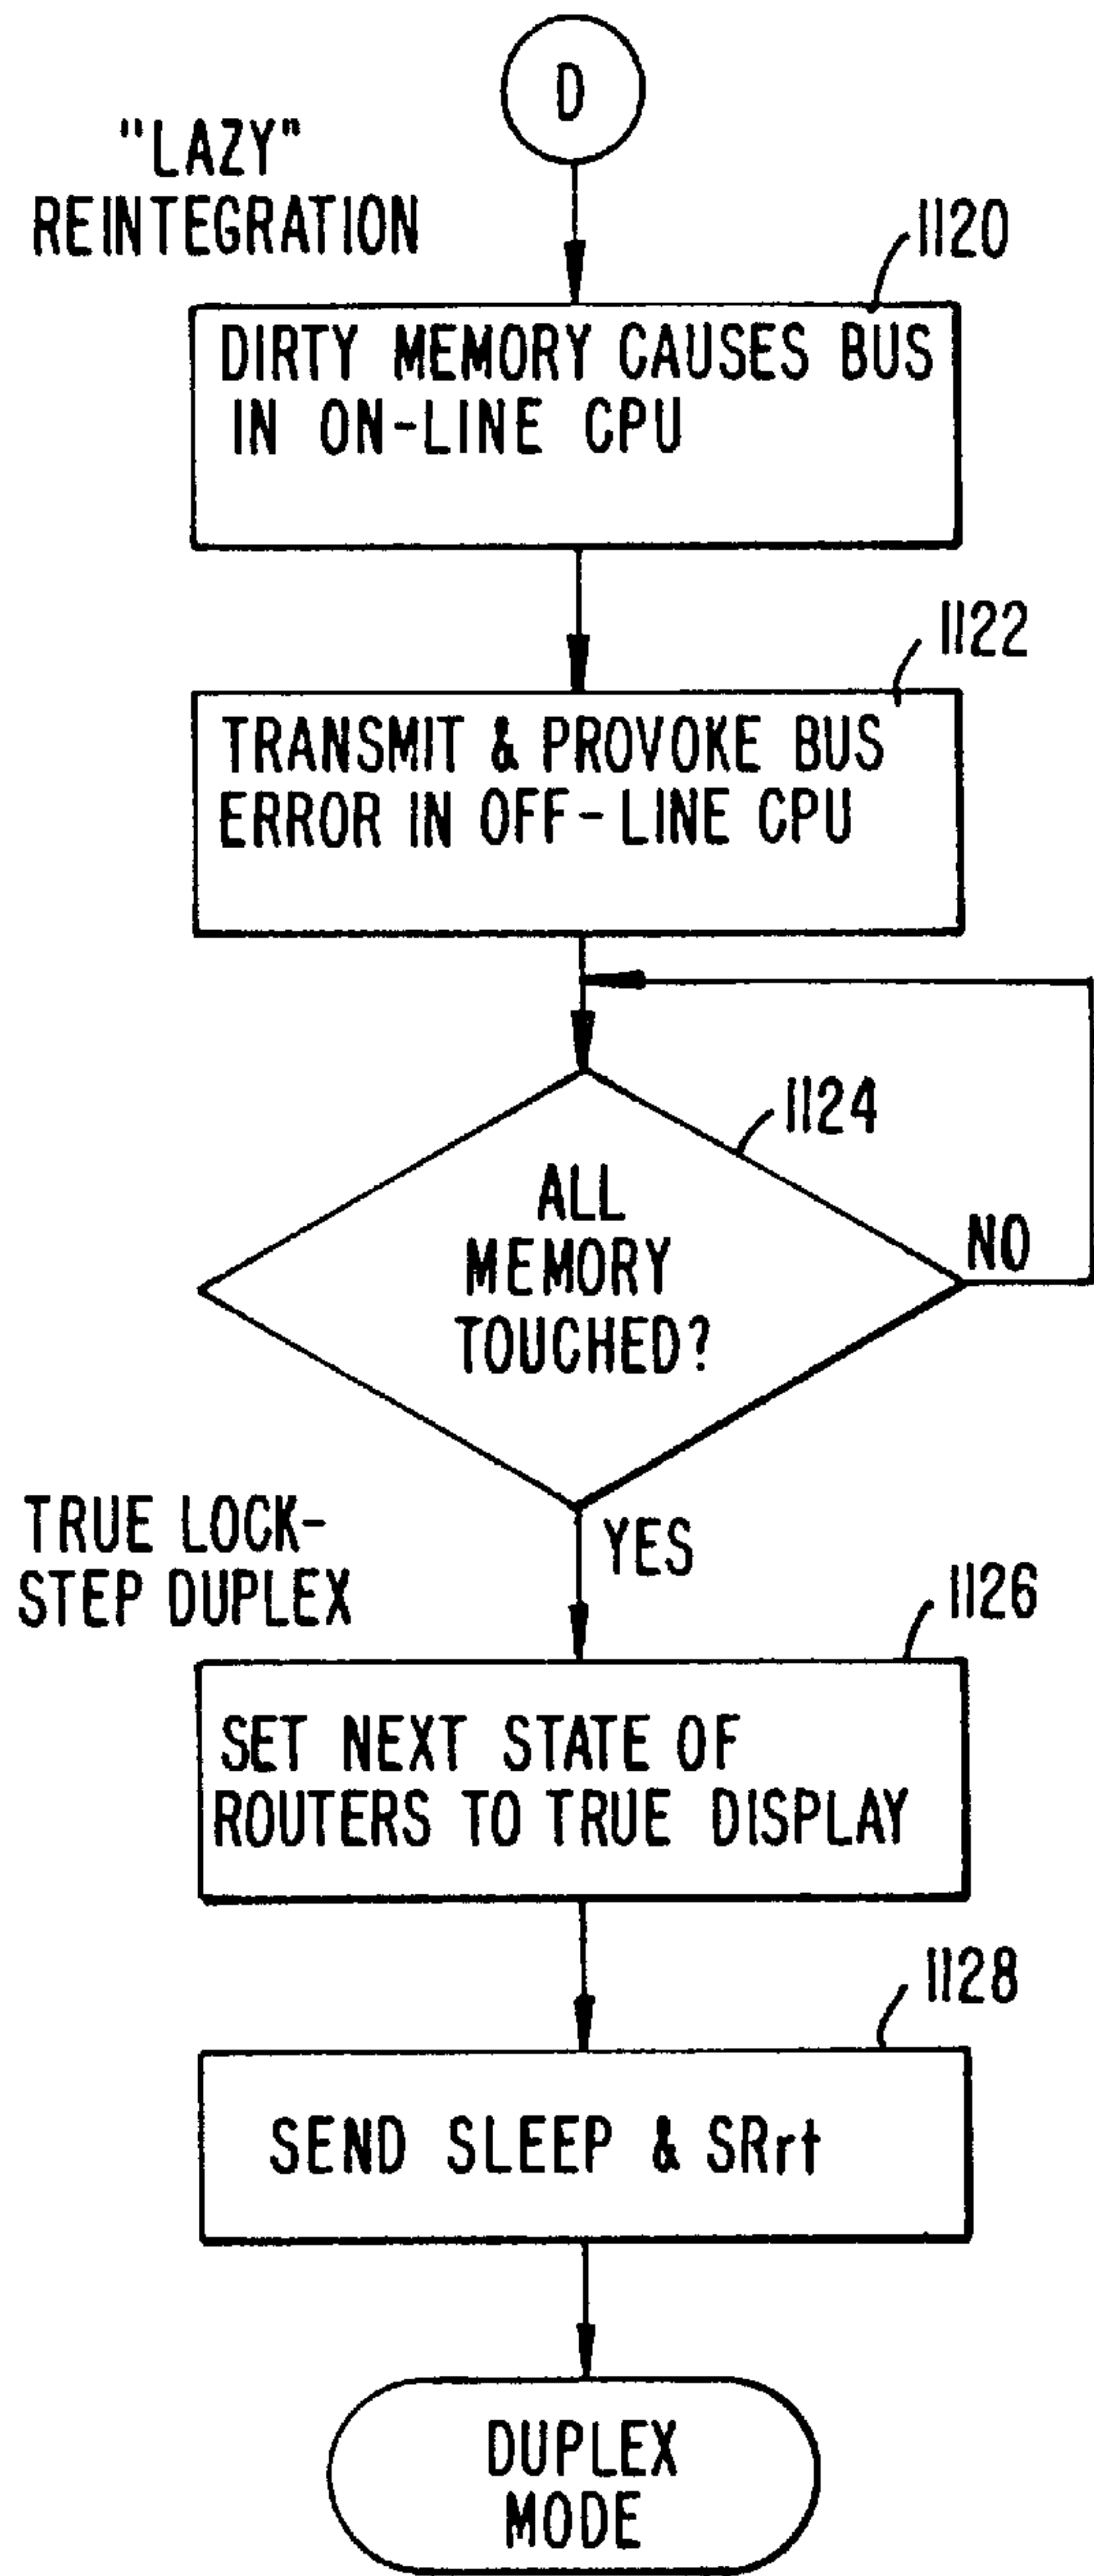 D
"LAZY"
REINTEGRATION
1120
DIRTY MEMORY CAUSES BUS
IN ON-LINE CPU
1122
TRANSMIT & PROVOKE BUS
ERROR IN OFF-LINE CPU
1124
ALL
MEMORY
TOUCHED?
NO
TRUE LOCK-
STEP DUPLEX
YES
1126
SET NEXT STATE OF
ROUTERS TO TRUE DISPLAY
1128
SEND SLEEP & SRrt
DUPLEX
MODE